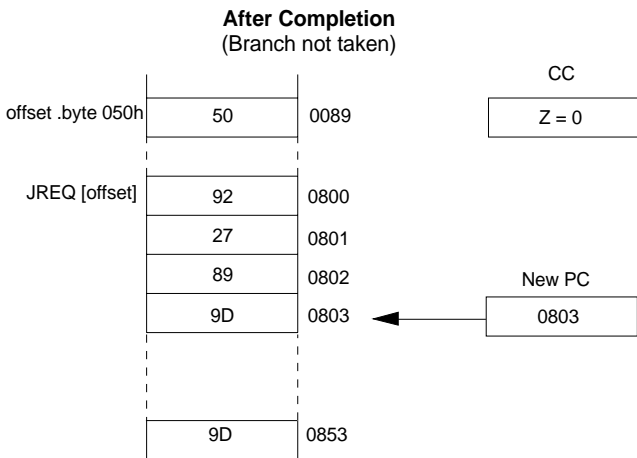 After Completion
(Branch not taken)
CC
offset .byte 050h 50 0089 Z = 0
JREQ [offset] 92 0800
27 0801
89 0802 New PC
9D 0803 0803
9D 0853